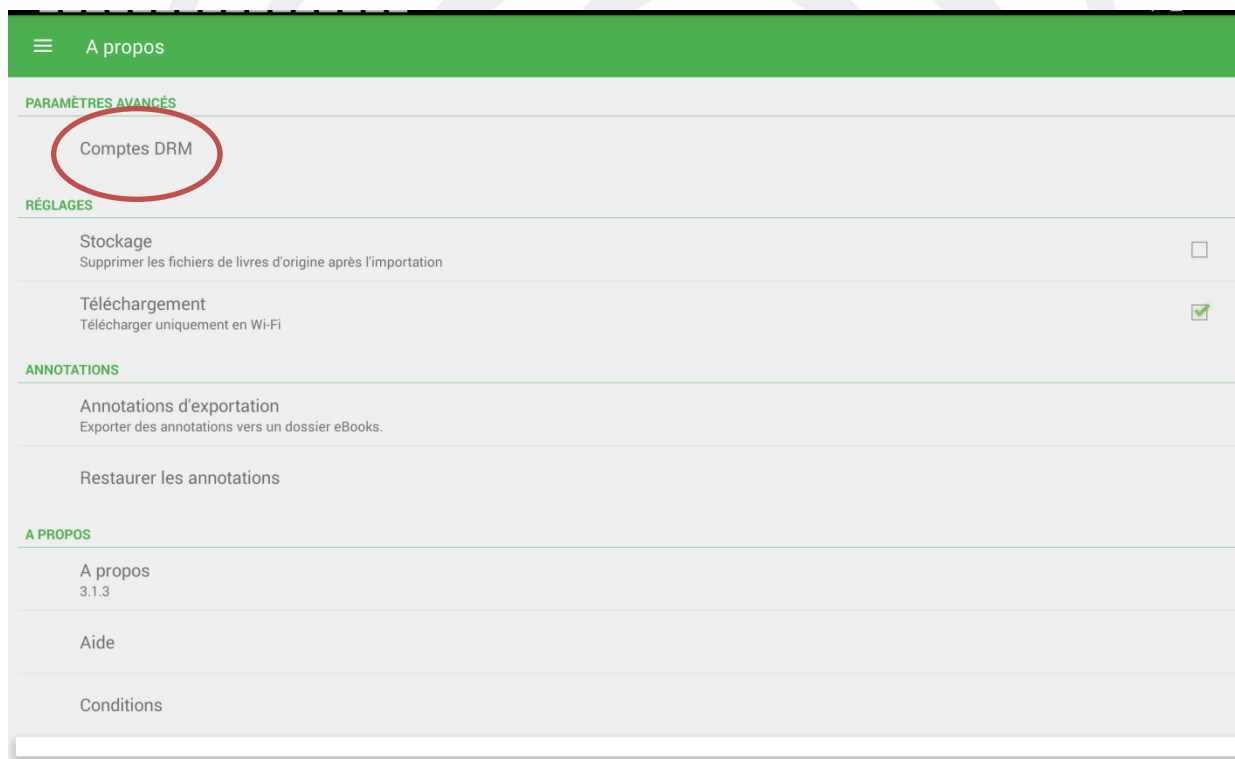 A propos
PARAMÈTRES AVANCÉS
Comptes DRM
RÉGLAGES
Stockage
Supprimer les fichiers de livres d'origine après l'importation
Téléchargement
Télécharger uniquement en Wi-Fi
ANNOTATIONS
Annotations d'exportation
Exporter des annotations vers un dossier eBooks.
Restaurer les annotations
A PROPOS
A propos
3.1.3
Aide
Conditions